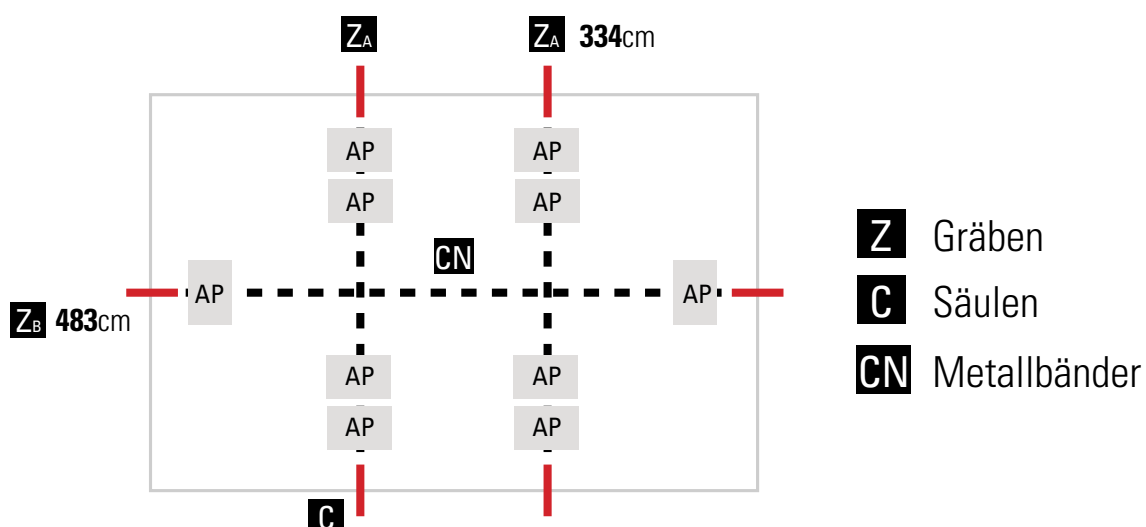 ZA
ZA 334cm
AP
AP
AP
AP
CN
AP
AP
ZB 483cm
AP
AP
AP
AP
C
Z Gräben
C Säulen
CN Metallbänder